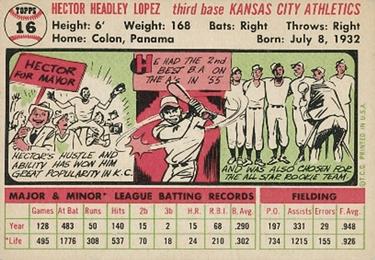 TOPPS
16
HECTOR HEADLEY LOPEZ third base KANSAS CITY ATHLETICS
Height: 6' Weight: 168 Bats: Right Throws: Right
Home: Colon, Panama Born: July 8, 1932
HECTOR FOR MAYOR
HECTOR'S HUSTLE AND ABILITY HAS WON HIM GREAT POPULARITY IN K.C.
HE HAD THE 2nd
BEST B.A. ON
THE A's IN '55
AND WAS ALSO CHOSEN FOR
THE ALL STAR ROOKIE TEAM
©T.C.G. PRINTED IN U.S.A.
MAJOR & MINOR* LEAGUE BATTING RECORDS FIELDING
Games At Bat Runs Hits 2b 3b H.R. R.B.I. B. Avg. P.O. Assists Errors F. Avg.
Year 128 483 50 140 15 2 15 68 .290 197 331 29 .948
*Life 495 1776 308 537 70 18 24 224 .302 734 155 .926